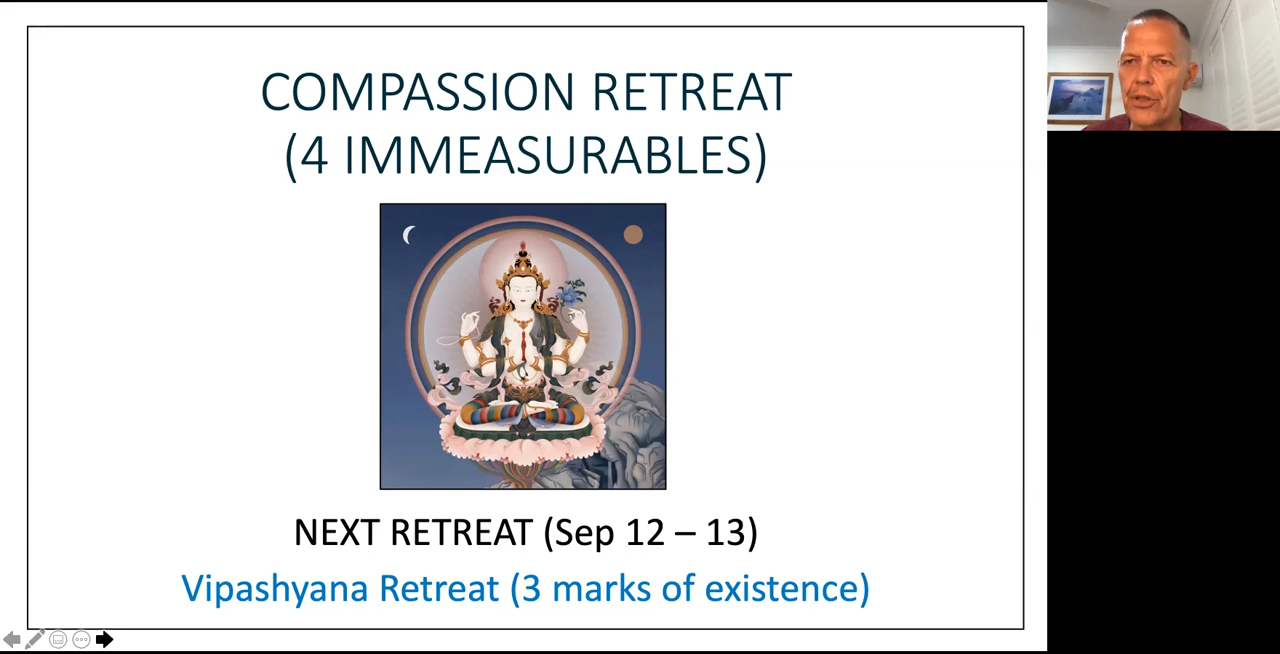 COMPASSION RETREAT
(4 IMMEASURABLES)
NEXT RETREAT (Sep 12 – 13)
Vipashyana Retreat (3 marks of existence)